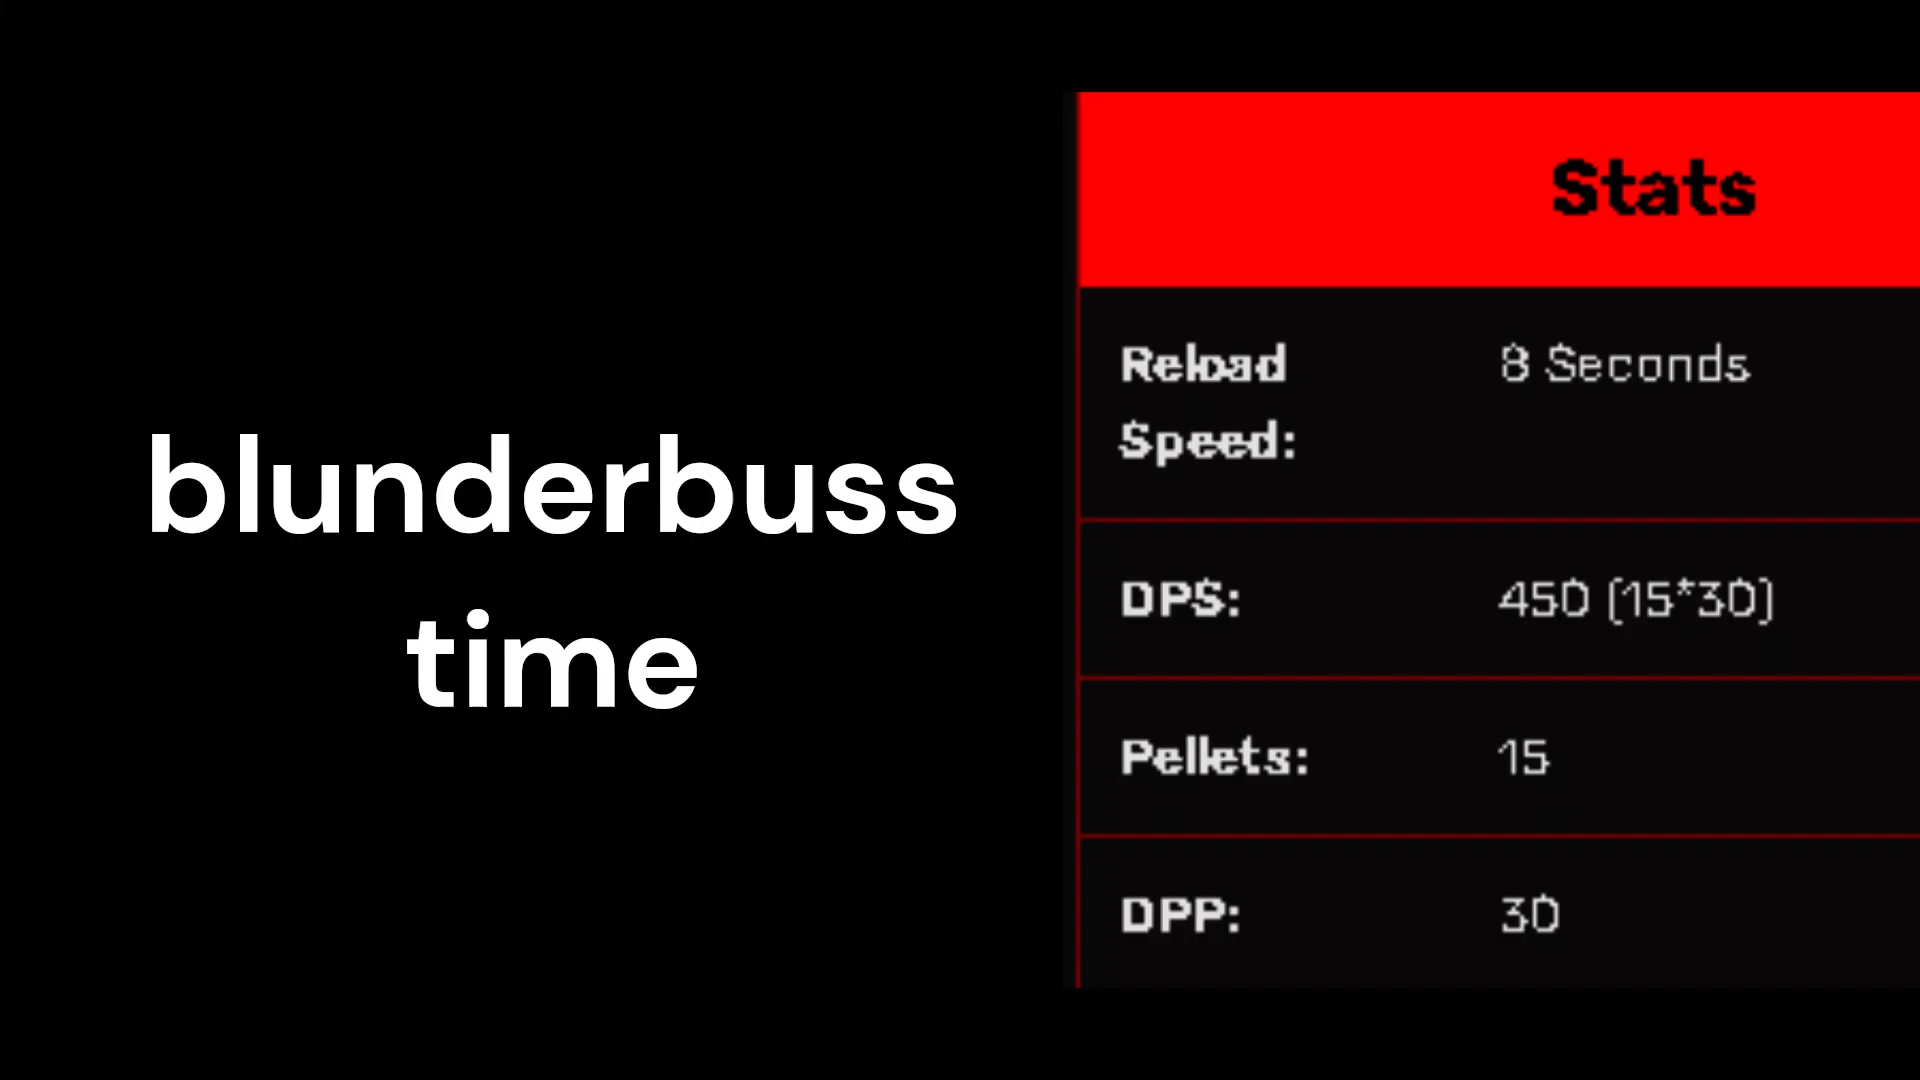 blunderbuss
time
Stats
Reload
Speed:
8 Seconds
DPS:
450 (15*30)
Pellets:
15
DPP:
30